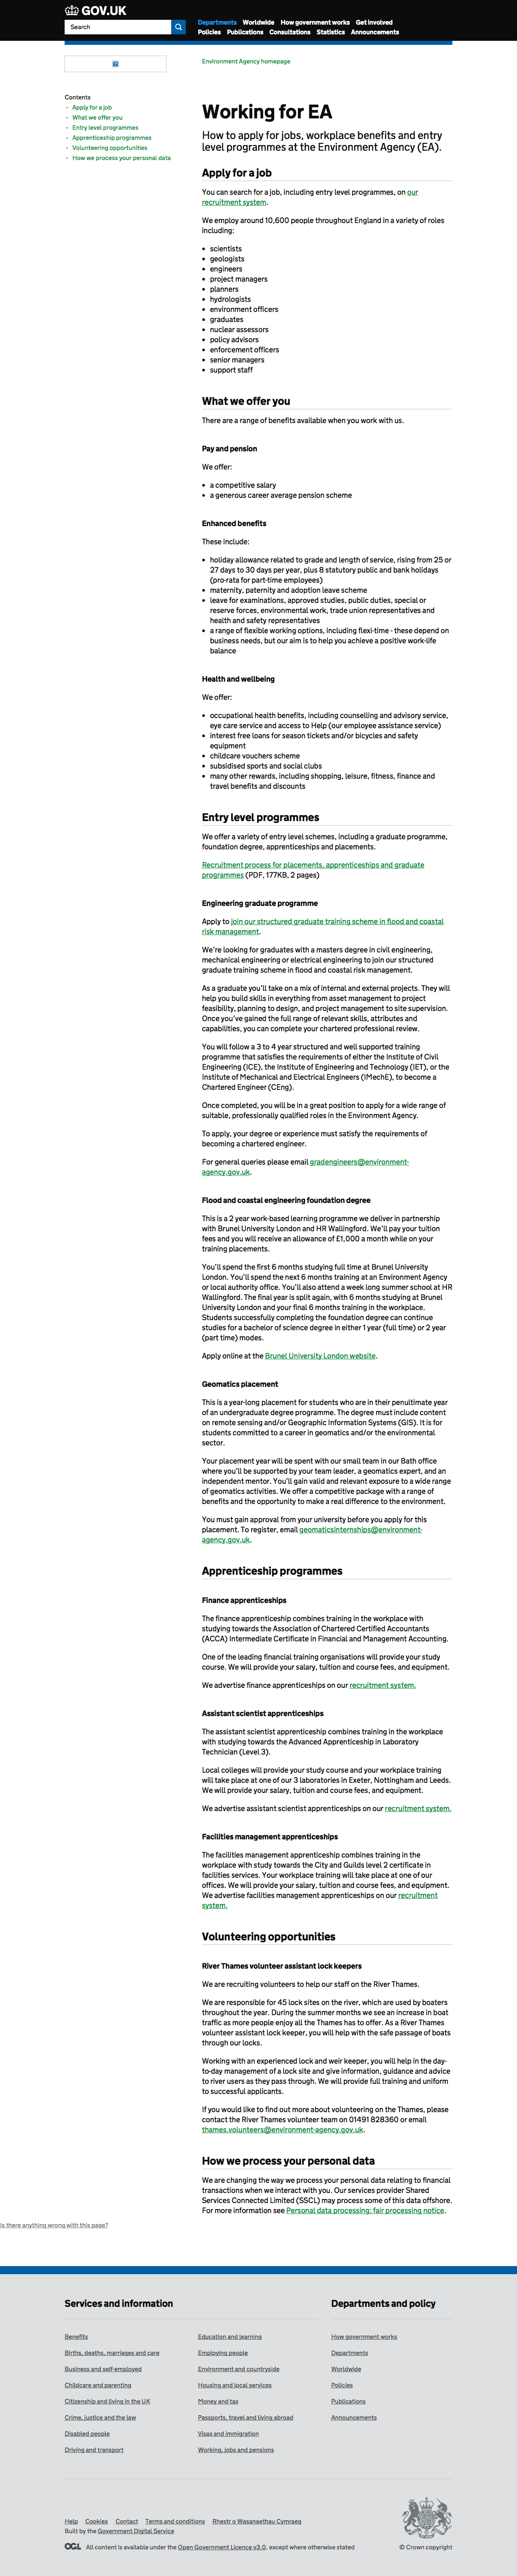 GOV.UK
Search
Departments Worldwide How government works Get involved
Policies Publications Consultations Statistics Announcements
Environment Agency homepage
Contents
- Apply for a job
- What we offer you
- Entry level programmes
- Apprenticeship programmes
- Volunteering opportunities
- How we process your personal data
Working for EA
How to apply for jobs, workplace benefits and entry
level programmes at the Environment Agency (EA).
Apply for a job
You can search for a job, including entry level programmes, on our
recruitment system.
We employ around 10,600 people throughout England in a variety of roles
including:
• scientists
• geologists
• engineers
• project managers
• planners
• hydrologists
• environment officers
• graduates
• nuclear assessors
• policy advisors
• enforcement officers
• senior managers
• support staff
What we offer you
There are a range of benefits available when you work with us.
Pay and pension
We offer:
• a competitive salary
• a generous career average pension scheme
Enhanced benefits
These include:
• holiday allowance related to grade and length of service, rising from 25 or
27 days to 30 days per year, plus 8 statutory public and bank holidays
(pro-rata for part-time employees)
• maternity, paternity and adoption leave scheme
• leave for examinations, approved studies, public duties, special or
reserve forces, environmental work, trade union representatives and
health and safety representatives
• a range of flexible working options, including flexi-time - these depend on
business needs, but our aim is to help you achieve a positive work-life
balance
Health and wellbeing
We offer:
• occupational health benefits, including counselling and advisory service,
eye care service and access to Help (our employee assistance service)
• interest free loans for season tickets and/or bicycles and safety
equipment
• childcare vouchers scheme
• subsidised sports and social clubs
• many other rewards, including shopping, leisure, fitness, finance and
travel benefits and discounts
Entry level programmes
We offer a variety of entry level schemes, including a graduate programme,
foundation degree, apprenticeships and placements.
Recruitment process for placements, apprenticeships and graduate
programmes (PDF, 177KB, 2 pages)
Engineering graduate programme
Apply to join our structured graduate training scheme in flood and coastal
risk management.
We're looking for graduates with a masters degree in civil engineering,
mechanical engineering or electrical engineering to join our structured
graduate training scheme in flood and coastal risk management.
As a graduate you'll take on a mix of internal and external projects. They will
help you build skills in everything from asset management to project
feasibility, planning to design, and project management to site supervision.
Once you've gained the full range of relevant skills, attributes and
capabilities, you can complete your chartered professional review.
You will follow a 3 to 4 year structured and well supported training
programme that satisfies the requirements of either the Institute of Civil
Engineering (ICE), the Institute of Engineering and Technology (IET), or the
Institute of Mechanical and Electrical Engineers (IMechE), to become a
Chartered Engineer (CEng).
Once completed, you will be in a great position to apply for a wide range of
suitable, professionally qualified roles in the Environment Agency.
To apply, your degree or experience must satisfy the requirements of
becoming a chartered engineer.
For general queries please email gradengineers@environment-
agency.gov.uk.
Flood and coastal engineering foundation degree
This is a 2 year work-based learning programme we deliver in partnership
with Brunel University London and HR Wallingford. We'll pay your tuition
fees and you will receive an allowance of £1,000 a month while on your
training placements.
You'll spend the first 6 months studying full time at Brunel University
London. You'll spend the next 6 months training at an Environment Agency
or local authority office. You'll also attend a week long summer school at HR
Wallingford. The final year is split again, with 6 months studying at Brunel
University London and your final 6 months training in the workplace.
Students successfully completing the foundation degree can continue
studies for a bachelor of science degree in either 1 year (full time) or 2 year
(part time) modes.
Apply online at the Brunel University London website.
Geomatics placement
This is a year-long placement for students who are in their penultimate year
of an undergraduate degree programme. The degree must include content
on remote sensing and/or Geographic Information Systems (GIS). It is for
students committed to a career in geomatics and/or the environmental
sector.
Your placement year will be spent with our small team in our Bath office
where you'll be supported by your team leader, a geomatics expert, and an
independent mentor. You'll gain valid and relevant exposure to a wide range
of geomatics activities. We offer a competitive package with a range of
benefits and the opportunity to make a real difference to the environment.
You must gain approval from your university before you apply for this
placement. To register, email geomaticsinternships@environment-
agency.gov.uk.
Apprenticeship programmes
Finance apprenticeships
The finance apprenticeship combines training in the workplace with
studying towards the Association of Chartered Certified Accountants
(ACCA) Intermediate Certificate in Financial and Management Accounting.
One of the leading financial training organisations will provide your study
course. We will provide your salary, tuition and course fees, and equipment.
We advertise finance apprenticeships on our recruitment system.
Assistant scientist apprenticeships
The assistant scientist apprenticeship combines training in the workplace
with studying towards the Advanced Apprenticeship in Laboratory
Technician (Level 3).
Local colleges will provide your study course and your workplace training
will take place at one of our 3 laboratories in Exeter, Nottingham and Leeds.
We will provide your salary, tuition and course fees, and equipment.
We advertise assistant scientist apprenticeships on our recruitment system.
Facilities management apprenticeships
The facilities management apprenticeship combines training in the
workplace with study towards the City and Guilds level 2 certificate in
facilities services. Your workplace training will take place at one of our
offices. We will provide your salary, tuition and course fees, and equipment.
We advertise facilities management apprenticeships on our recruitment
system.
Volunteering opportunities
River Thames volunteer assistant lock keepers
We are recruiting volunteers to help our staff on the River Thames.
We are responsible for 45 lock sites on the river, which are used by boaters
throughout the year. During the summer months we see an increase in boat
traffic as more people enjoy all the Thames has to offer. As a River Thames
volunteer assistant lock keeper, you will help with the safe passage of boats
through our locks.
Working with an experienced lock and weir keeper, you will help in the day-
to-day management of a lock site and give information, guidance and advice
to river users as they pass through. We will provide full training and uniform
to successful applicants.
If you would like to find out more about volunteering on the Thames, please
contact the River Thames volunteer team on 01491 828360 or email
thames.volunteers@environment-agency.gov.uk.
How we process your personal data
We are changing the way we process your personal data relating to financial
transactions when we interact with you. Our services provider Shared
Services Connected Limited (SSCL) may process some of this data offshore.
For more information see Personal data processing: fair processing notice.
Is there anything wrong with this page?
Services and information
Departments and policy
Benefits
Education and learning
How government works
Births, deaths, marriages and care
Employing people
Departments
Business and self-employed
Environment and countryside
Worldwide
Childcare and parenting
Housing and local services
Policies
Citizenship and living in the UK
Money and tax
Publications
Crime, justice and the law
Passports, travel and living abroad
Announcements
Disabled people
Visas and immigration
Driving and transport
Working, jobs and pensions
Help Cookies Contact Terms and conditions Rhestr o Wasanaethau Cymraeg
Built by the Government Digital Service
OGL All content is available under the Open Government Licence v3.0, except where otherwise stated
© Crown copyright